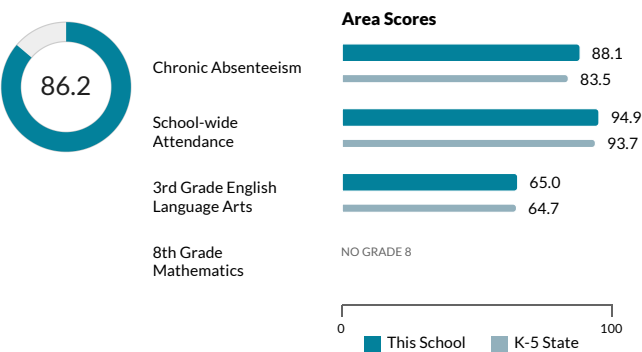 Area Scores
86.2
Chronic Absenteeism
88.1
83.5
School-wide
Attendance
94.9
93.7
3rd Grade English
Language Arts
65.0
64.7
8th Grade
Mathematics
NO GRADE 8
0
100
This School
K-5 State